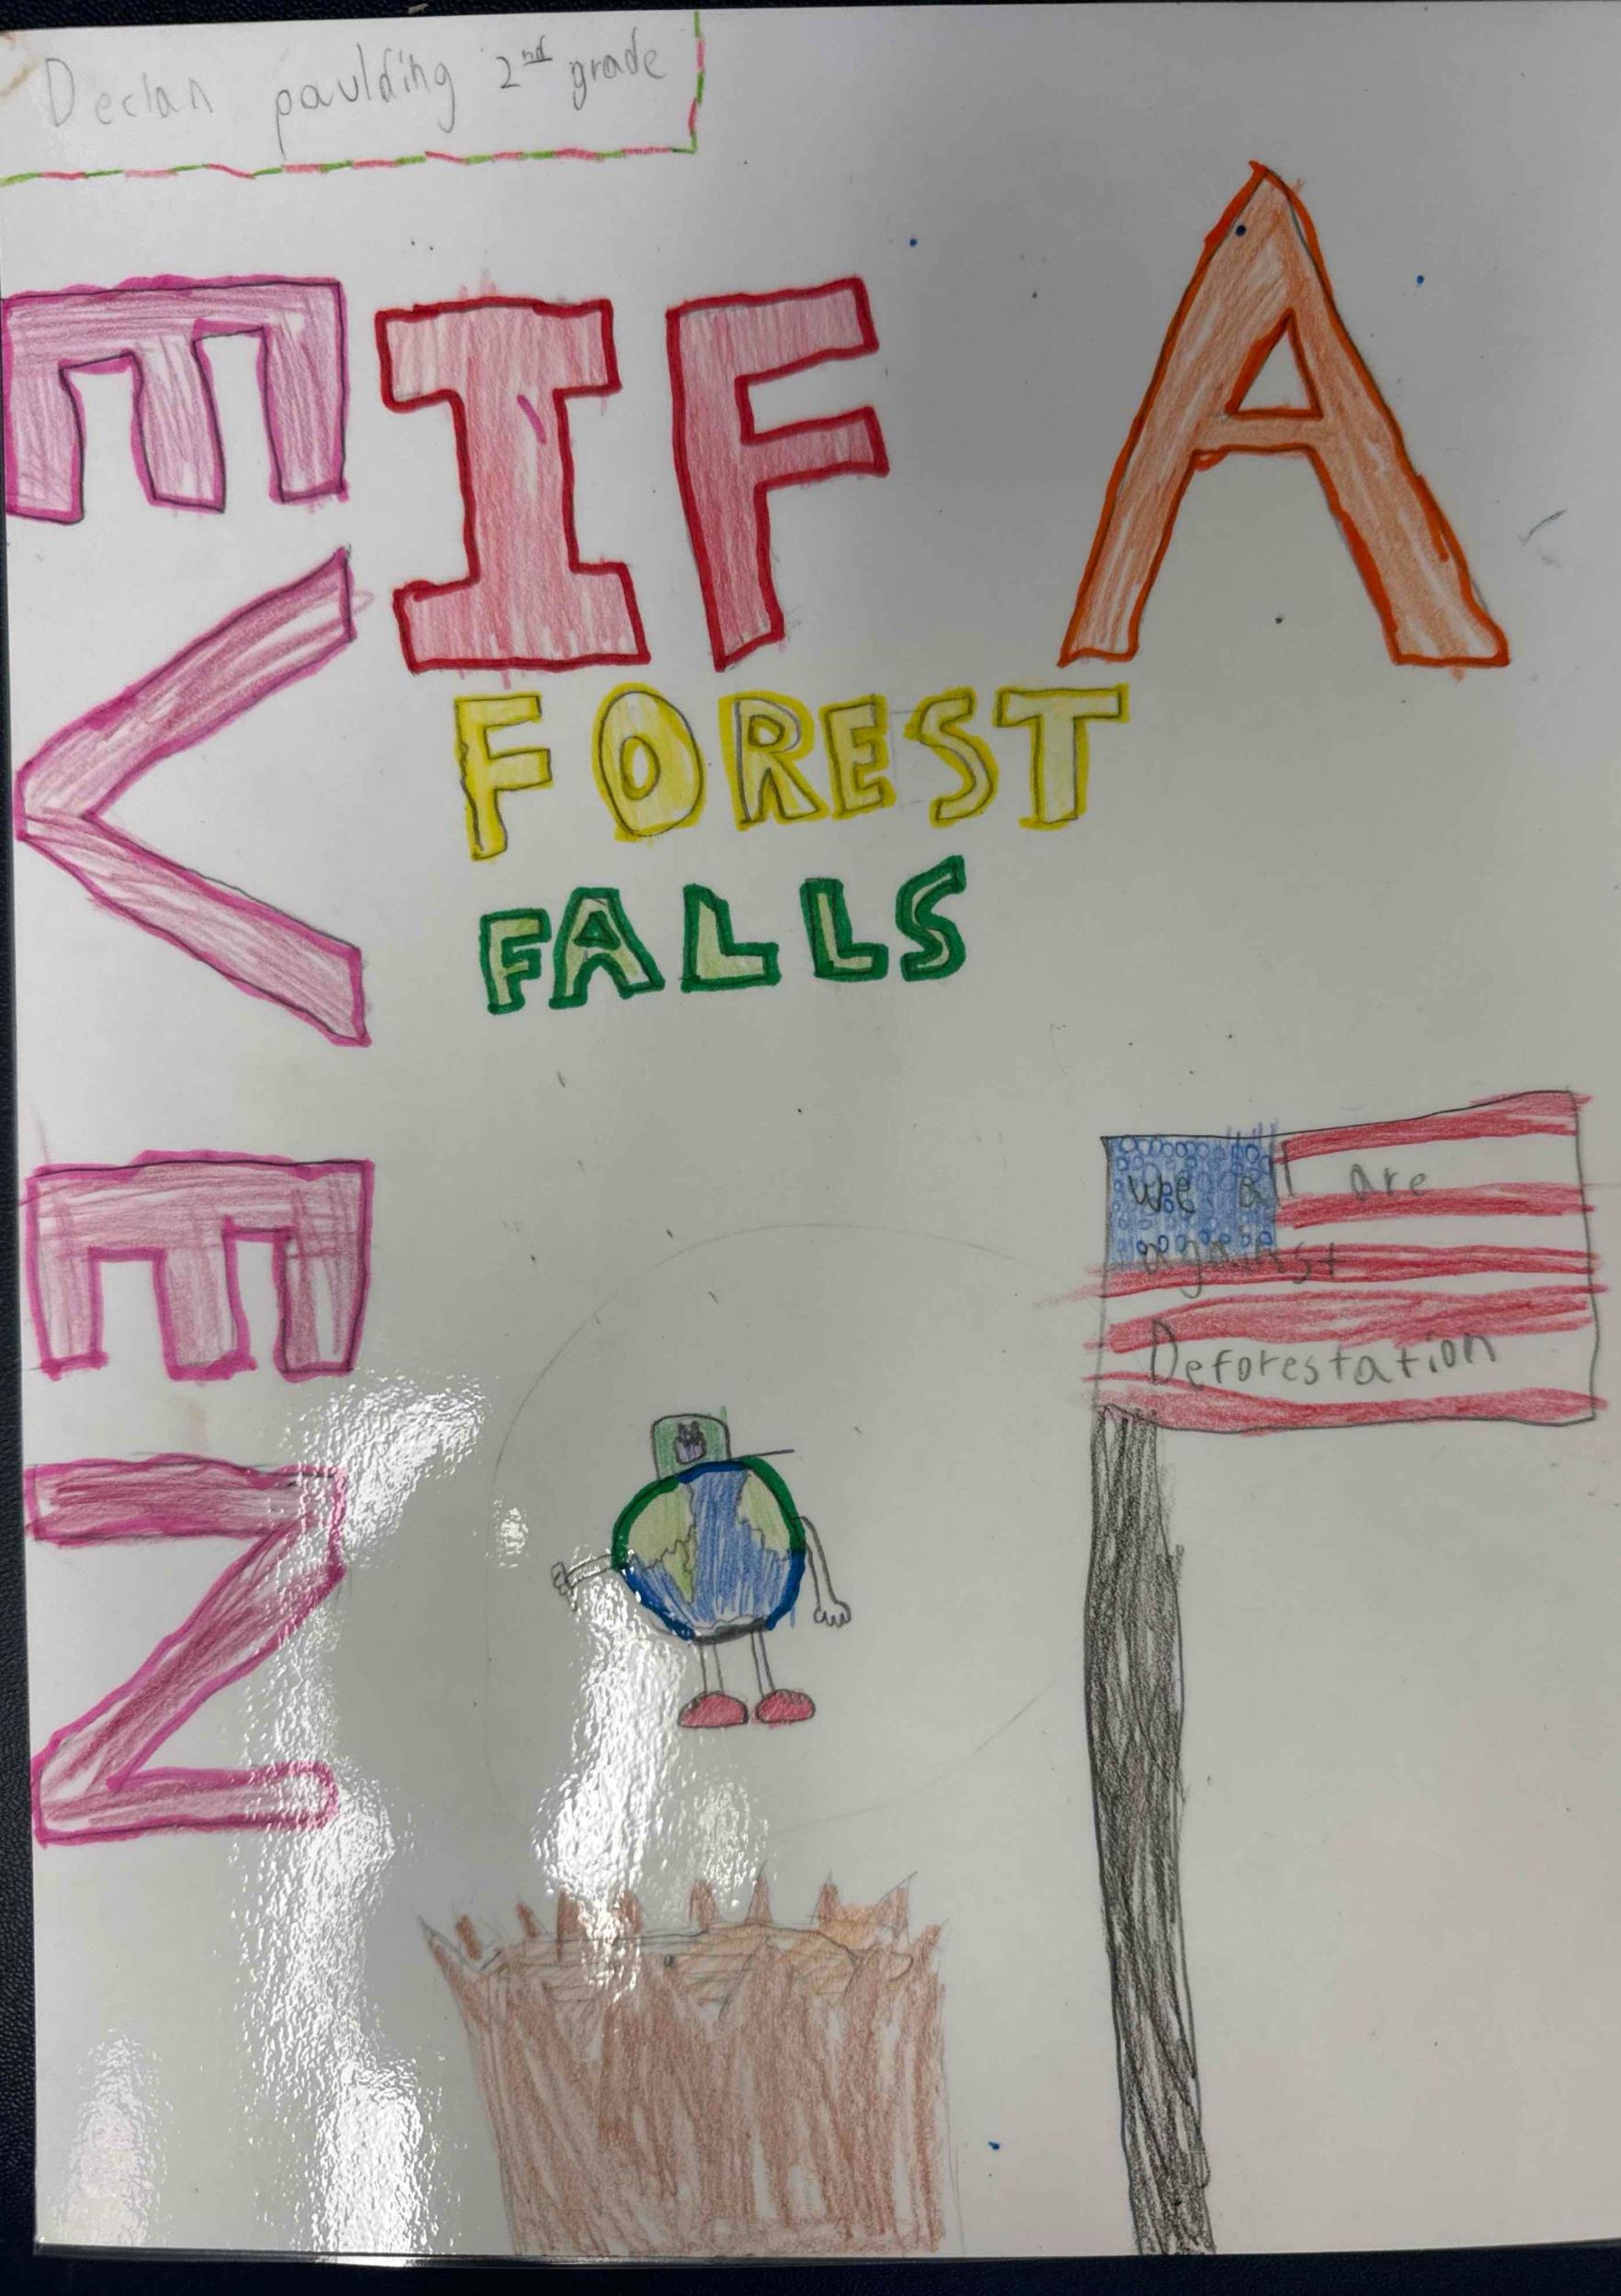 Declan paulding 2nd grade
EVEN
IF A
FOREST
FALLS
We all are
against
Deforestation